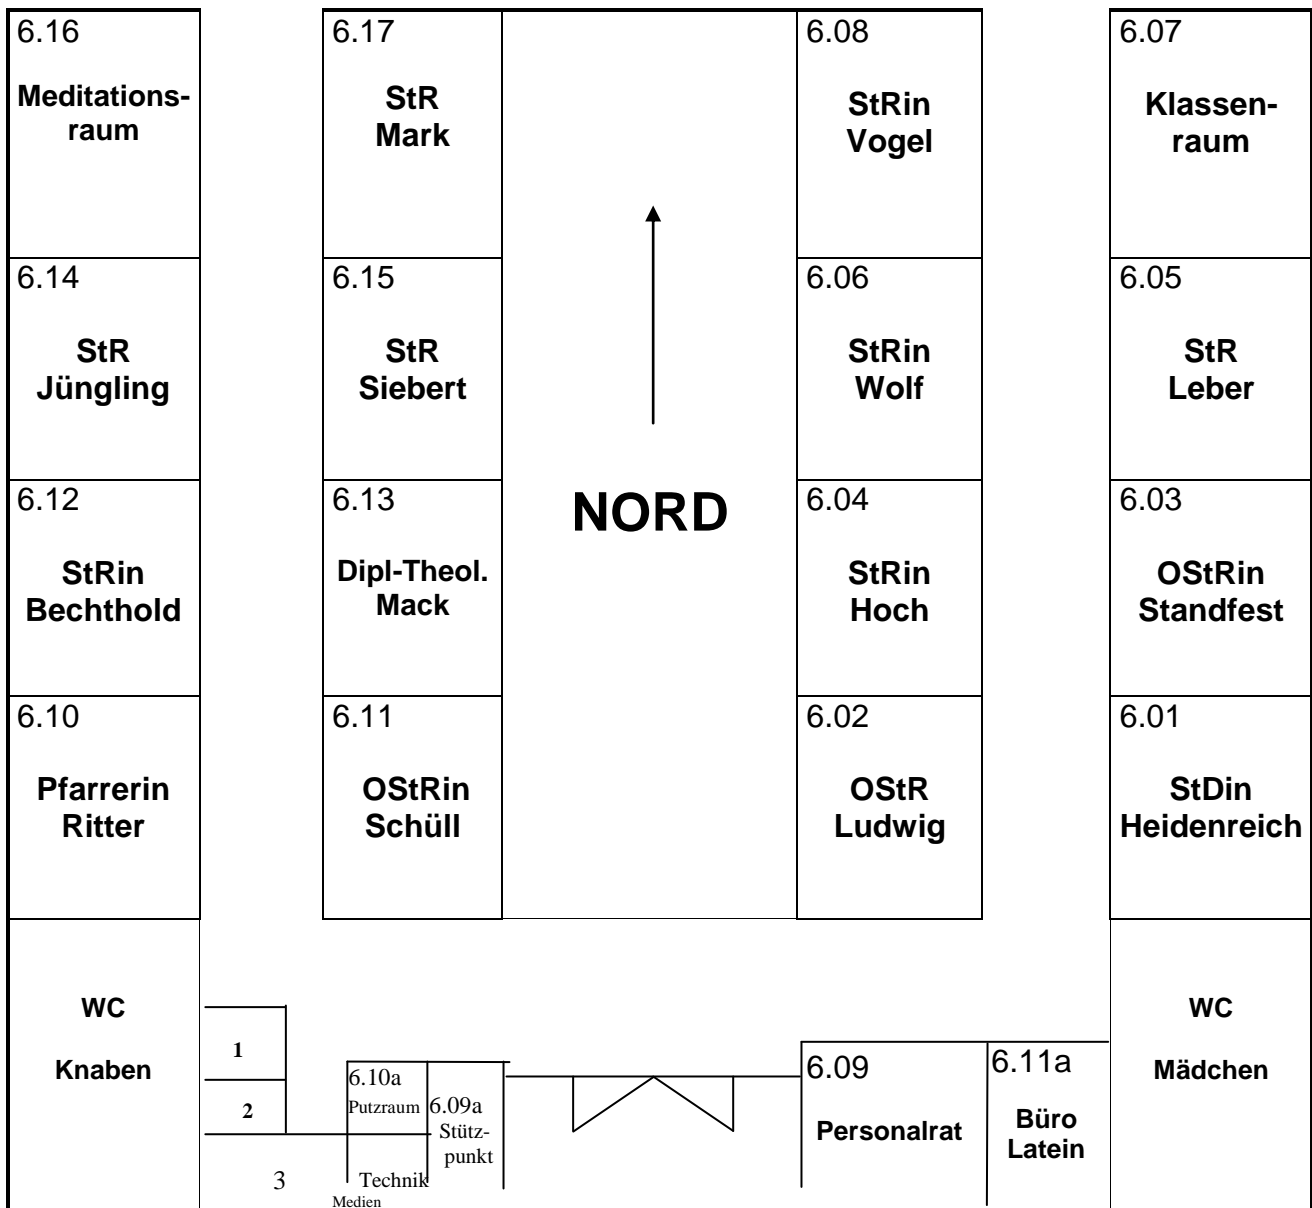 6.16
Meditations-
raum
6.17
StR
Mark
6.08
StRin
Vogel
6.07
Klassen-
raum
6.14
StR
Jüngling
6.15
StR
Siebert
6.06
StRin
Wolf
6.05
StR
Leber
NORD
6.12
StRin
Bechthold
6.13
Dipl-Theol.
Mack
6.04
StRin
Hoch
6.03
OStRin
Standfest
6.10
Pfarrerin
Ritter
6.11
OStRin
Schüll
6.02
OStR
Ludwig
6.01
StDin
Heidenreich
WC
Knaben
1
2
3
6.10a
Putzraum
Technik
Medien
6.09a
Stütz-
punkt
6.09
Personalrat
6.11a
Büro
Latein
WC
Mädchen